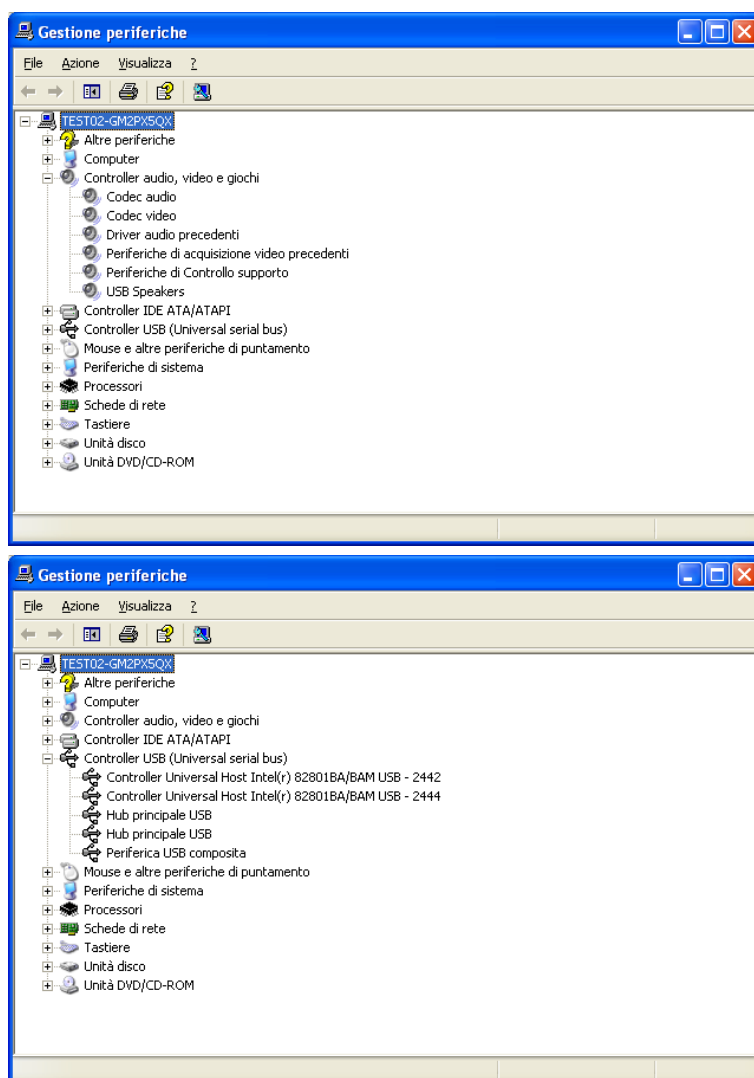 Gestione periferiche
File Azione Visualizza ?
TEST02-GM2PX5QX
Altre periferiche
Computer
Controller audio, video e giochi
Codec audio
Codec video
Driver audio precedenti
Periferiche di acquisizione video precedenti
Periferiche di Controllo supporto
USB Speakers
Controller IDE ATA/ATAPI
Controller USB (Universal serial bus)
Mouse e altre periferiche di puntamento
Periferiche di sistema
Processori
Schede di rete
Tastiere
Unità disco
Unità DVD/CD-ROM
Gestione periferiche
File Azione Visualizza ?
TEST02-GM2PX5QX
Altre periferiche
Computer
Controller audio, video e giochi
Controller IDE ATA/ATAPI
Controller USB (Universal serial bus)
Controller Universal Host Intel(r) 82801BA/BAM USB - 2442
Controller Universal Host Intel(r) 82801BA/BAM USB - 2444
Hub principale USB
Hub principale USB
Periferica USB composita
Mouse e altre periferiche di puntamento
Periferiche di sistema
Processori
Schede di rete
Tastiere
Unità disco
Unità DVD/CD-ROM